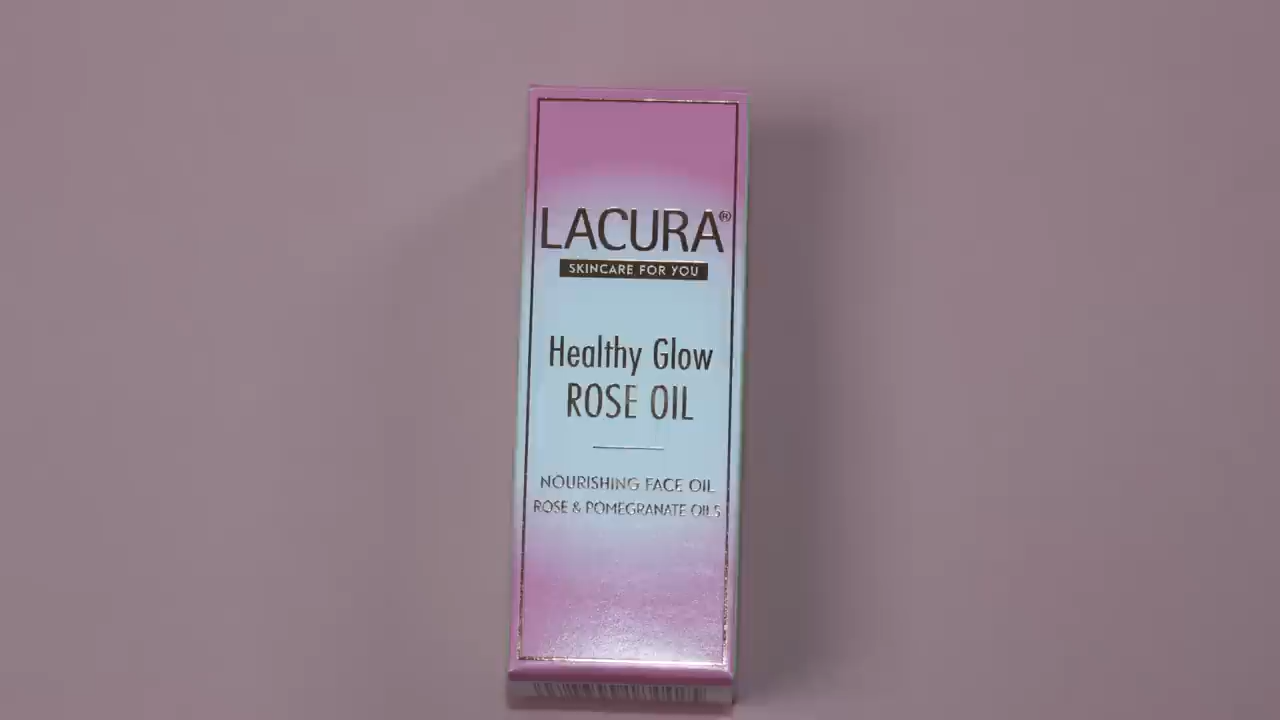 LACURA®
SKINCARE FOR YOU
Healthy Glow
ROSE OIL
NOURISHING FACE OIL
ROSE & POMEGRANATE OILS